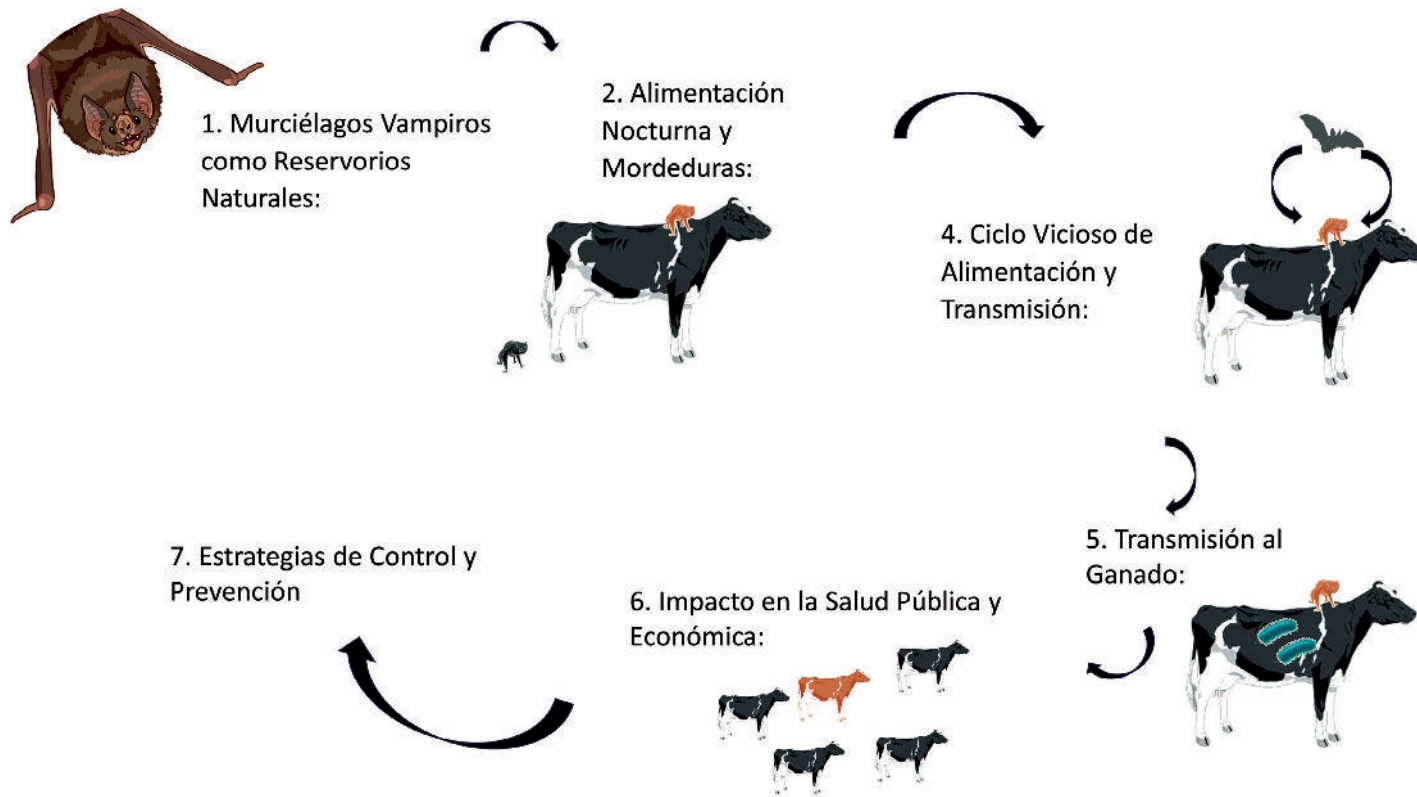 1. Murciélagos Vampiros
como Reservorios
Naturales:
2. Alimentación
Nocturna y
Mordeduras:
4. Ciclo Vicioso de
Alimentación y
Transmisión:
5. Transmisión al
Ganado:
6. Impacto en la Salud Pública y
Económica:
7. Estrategias de Control y
Prevención